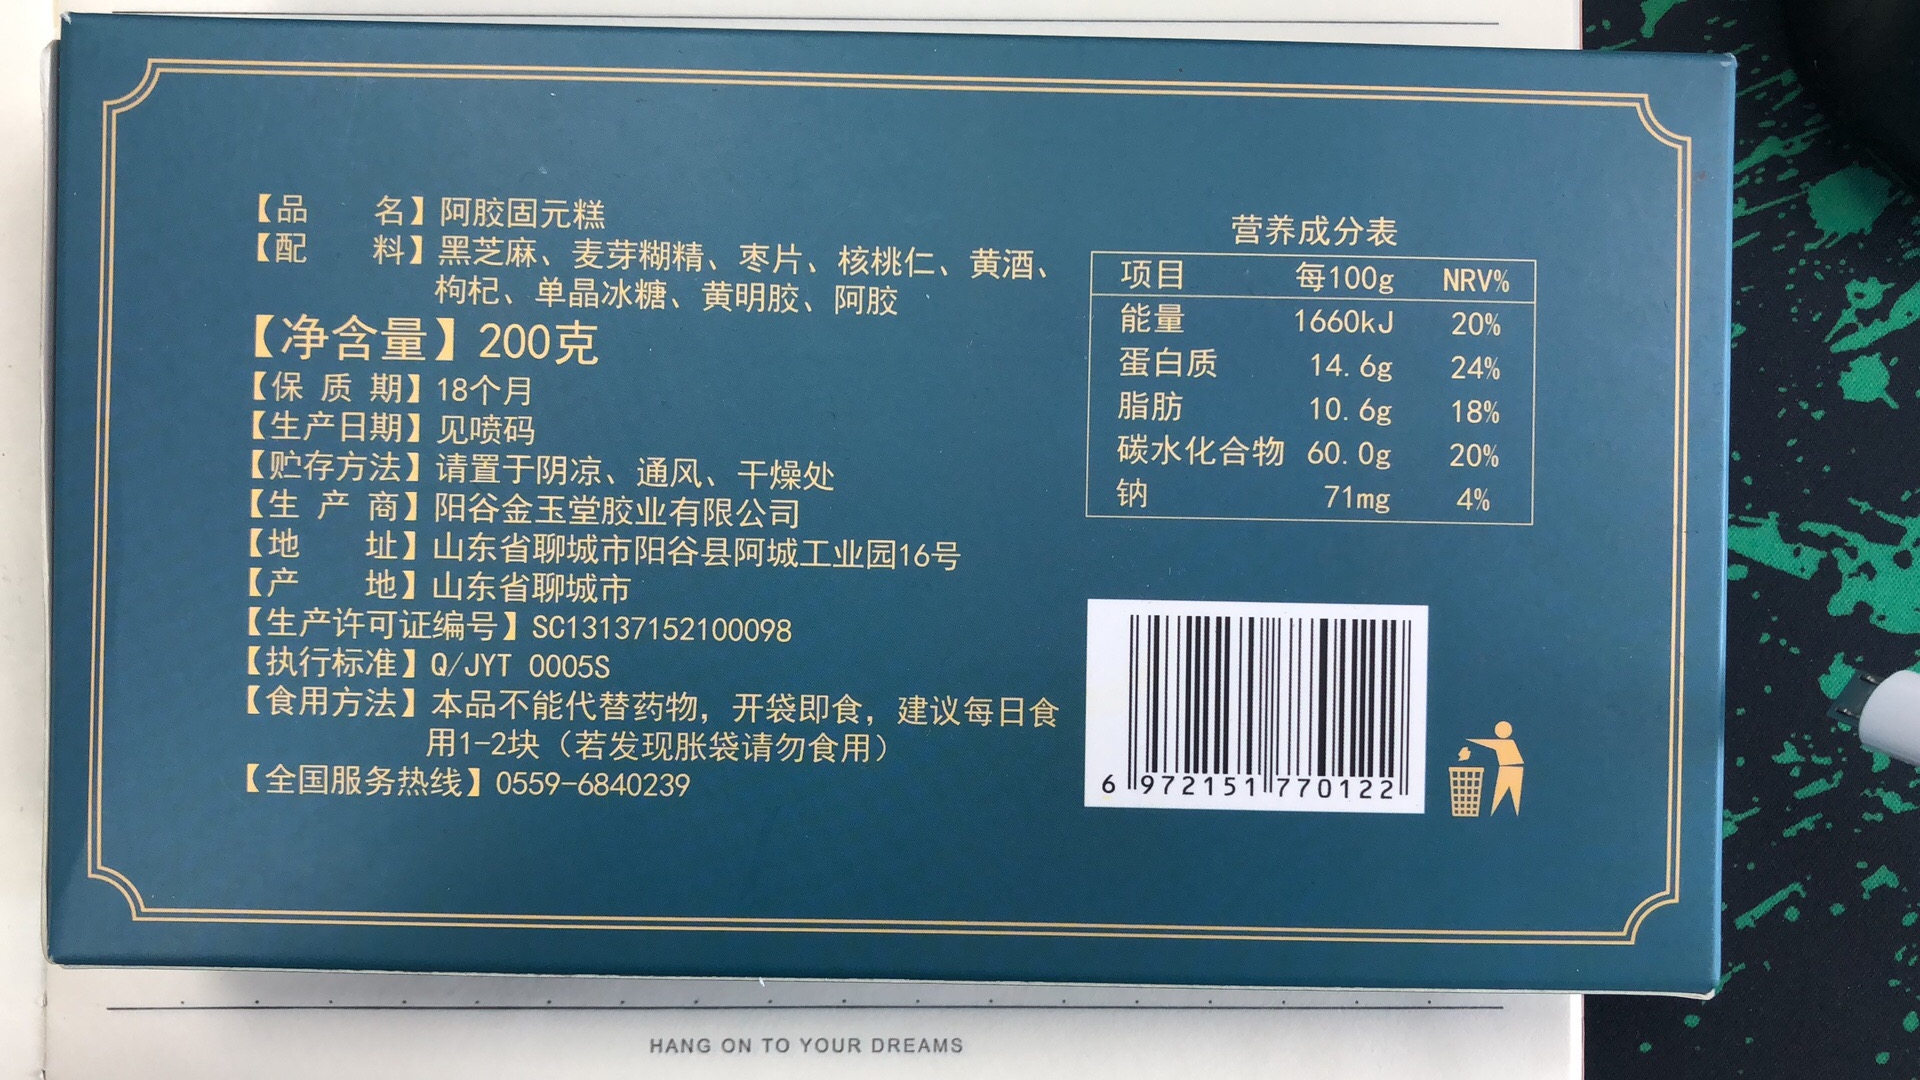 【品 名】阿胶固元糕
【配 料】黑芝麻、麦芽糊精、枣片、核桃仁、黄酒、
枸杞、单晶冰糖、黄明胶、阿胶
【净含量】200克
【保 质 期】18个月
【生产日期】见喷码
【贮存方法】请置于阴凉、通风、干燥处
【生 产 商】阳谷金玉堂胶业有限公司
【地 址】山东省聊城市阳谷县阿城工业园16号
【产 地】山东省聊城市
【生产许可证编号】SC13137152100098
【执行标准】Q/JYT 0005S
【食用方法】本品不能代替药物，开袋即食，建议每日食
用1-2块（若发现胀袋请勿食用）
【全国服务热线】0559-6840239
营养成分表
项目 每100g NRV%
能量 1660kJ 20%
蛋白质 14.6g 24%
脂肪 10.6g 18%
碳水化合物 60.0g 20%
钠 71mg 4%
6 972151 770122
HANG ON TO YOUR DREAMS